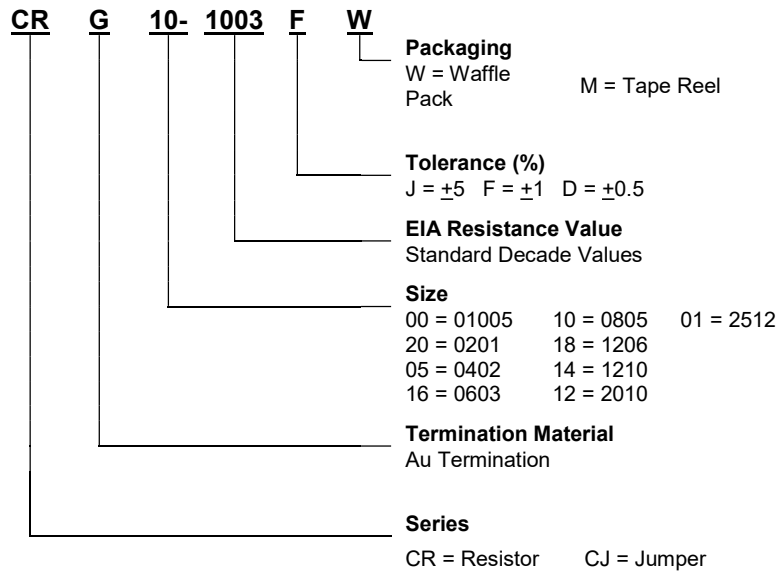 CR G 10- 1003 F W
Packaging
W = Waffle Pack M = Tape Reel
Tolerance (%)
J = ±5 F = ±1 D = ±0.5
EIA Resistance Value
Standard Decade Values
Size
00 = 01005 10 = 0805 01 = 2512
20 = 0201 18 = 1206
05 = 0402 14 = 1210
16 = 0603 12 = 2010
Termination Material
Au Termination
Series
CR = Resistor CJ = Jumper